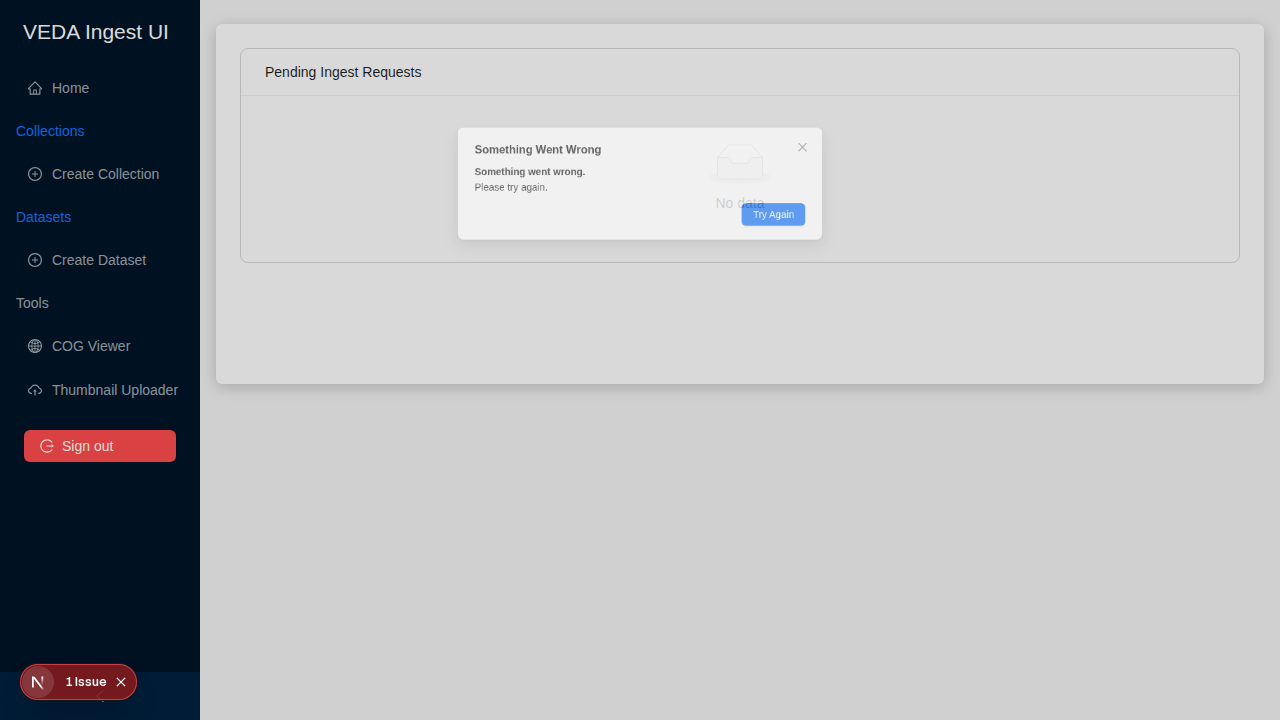 VEDA Ingest UI
Home
Collections
Create Collection
Datasets
Create Dataset
Tools
COG Viewer
Thumbnail Uploader
Sign out
1 Issue
Pending Ingest Requests
Something Went Wrong
Something went wrong.
Please try again.
No data
Try Again